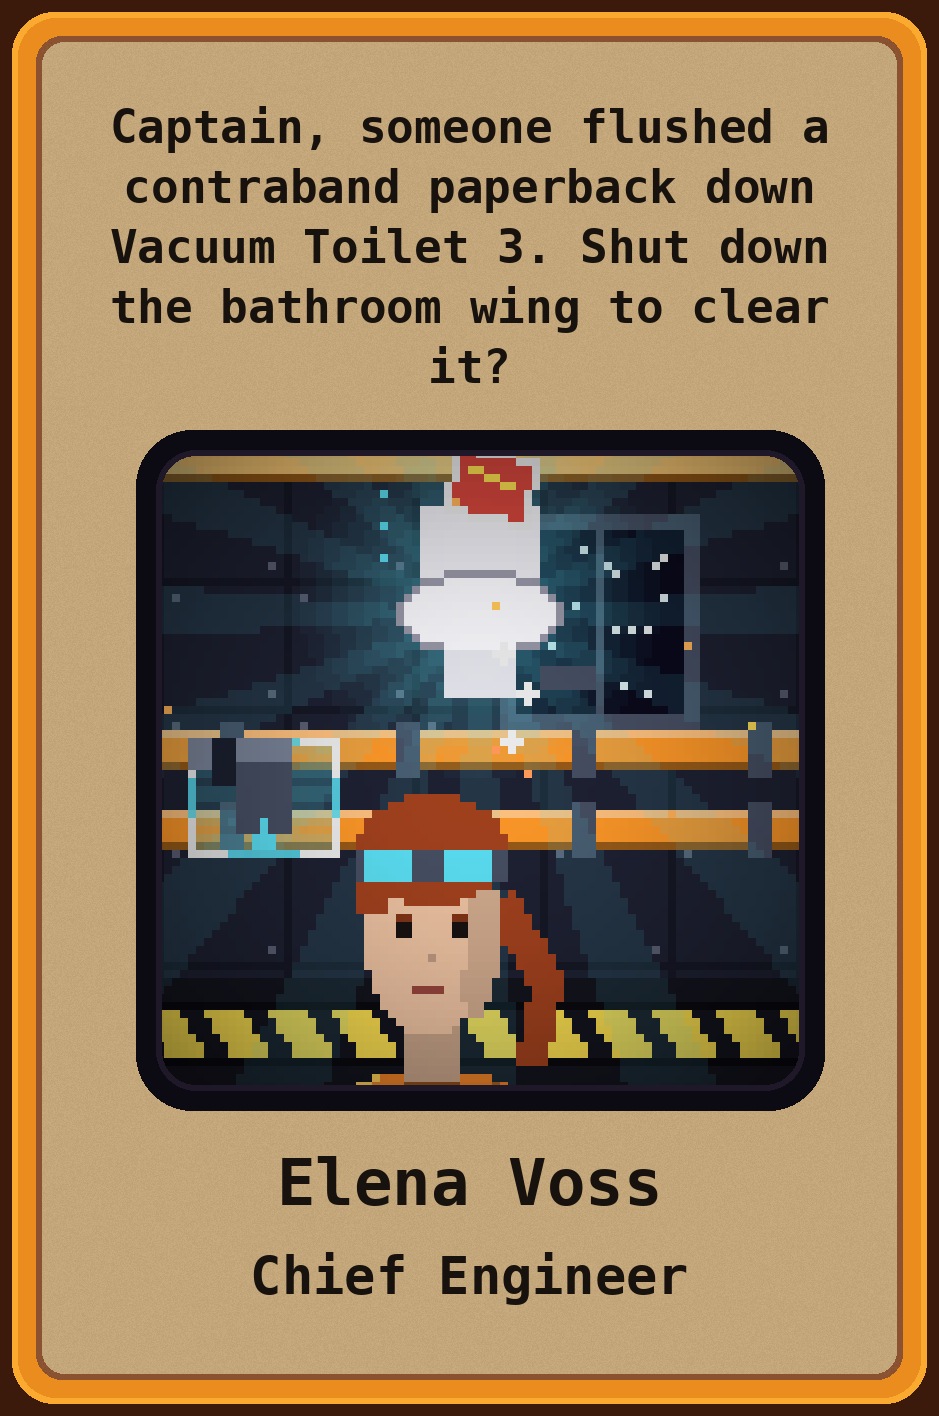 Captain, someone flushed a
contraband paperback down
Vacuum Toilet 3. Shut down
the bathroom wing to clear
it?
Elena Voss
Chief Engineer